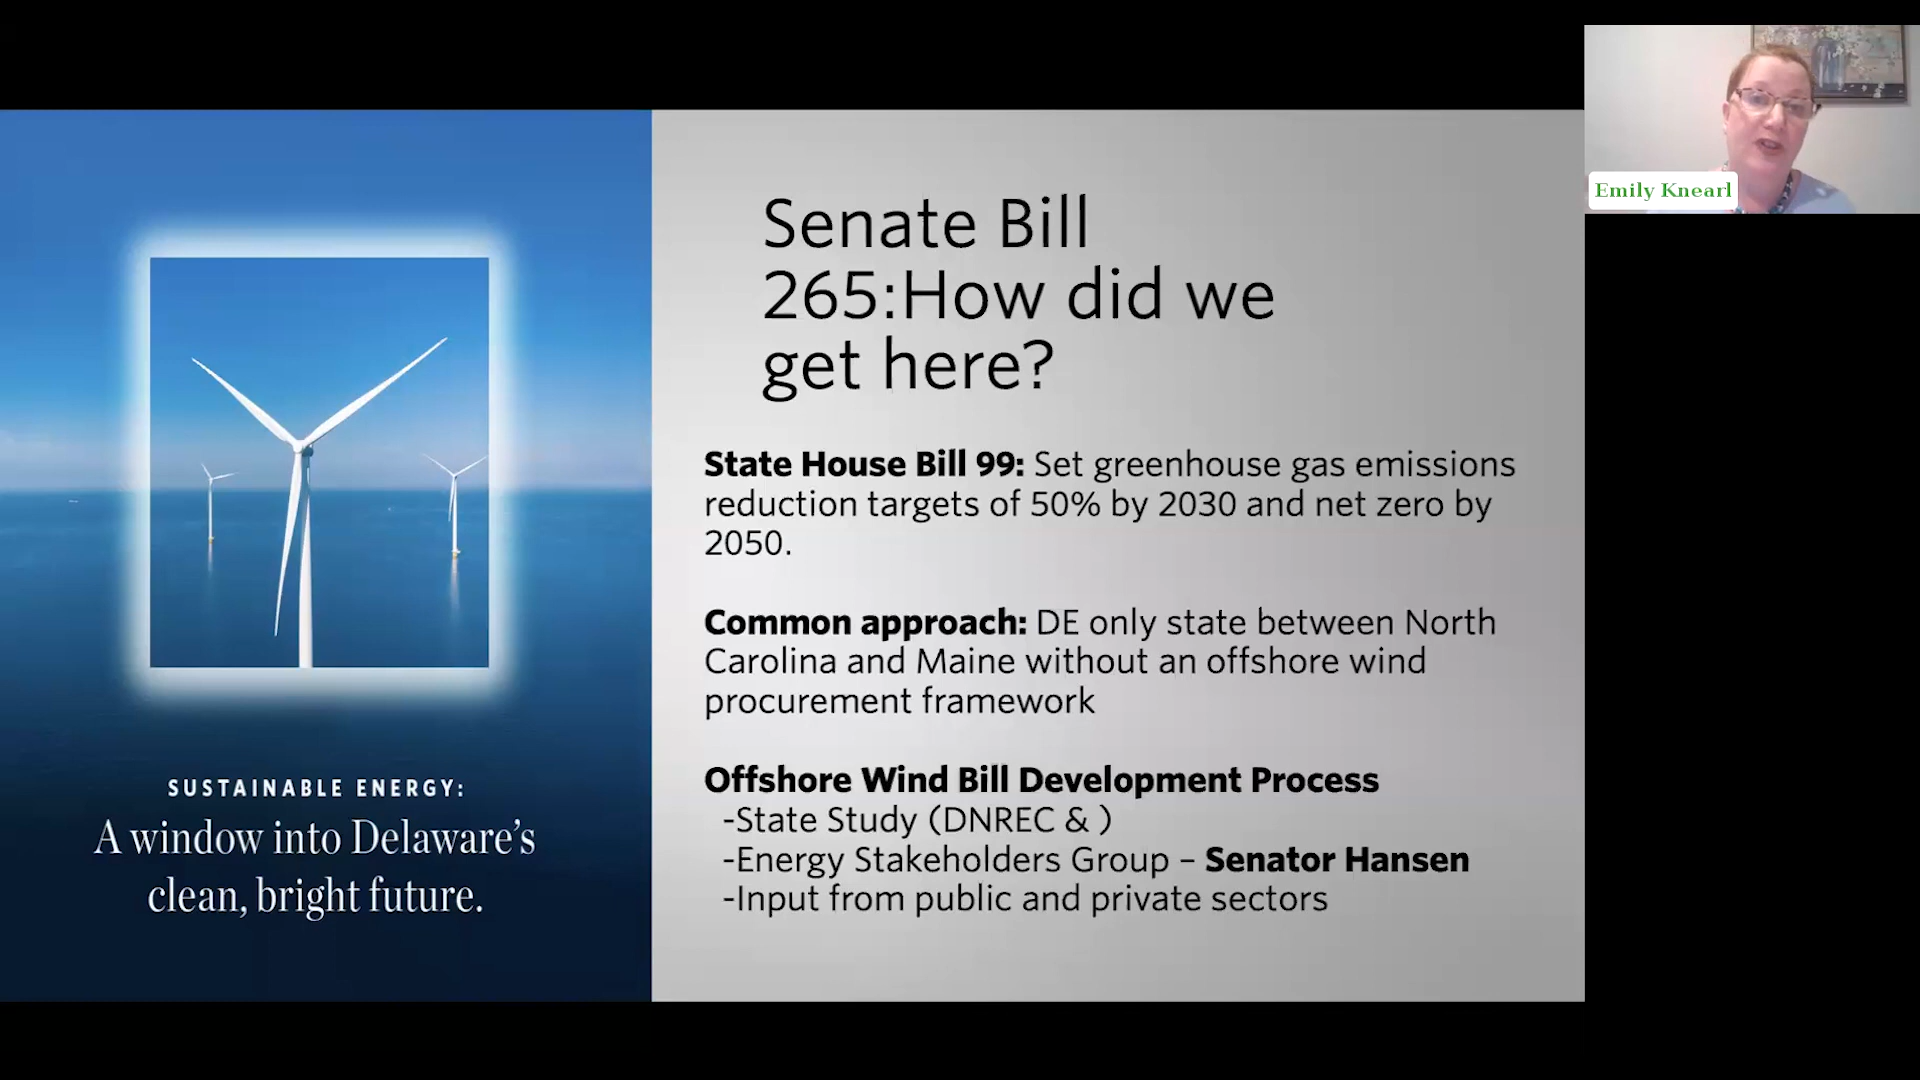 Emily Knearl
Senate Bill
265:How did we
get here?
State House Bill 99: Set greenhouse gas emissions
reduction targets of 50% by 2030 and net zero by
2050.
Common approach: DE only state between North
Carolina and Maine without an offshore wind
procurement framework
Offshore Wind Bill Development Process
-State Study (DNREC & )
-Energy Stakeholders Group – Senator Hansen
-Input from public and private sectors
SUSTAINABLE ENERGY:
A window into Delaware’s
clean, bright future.